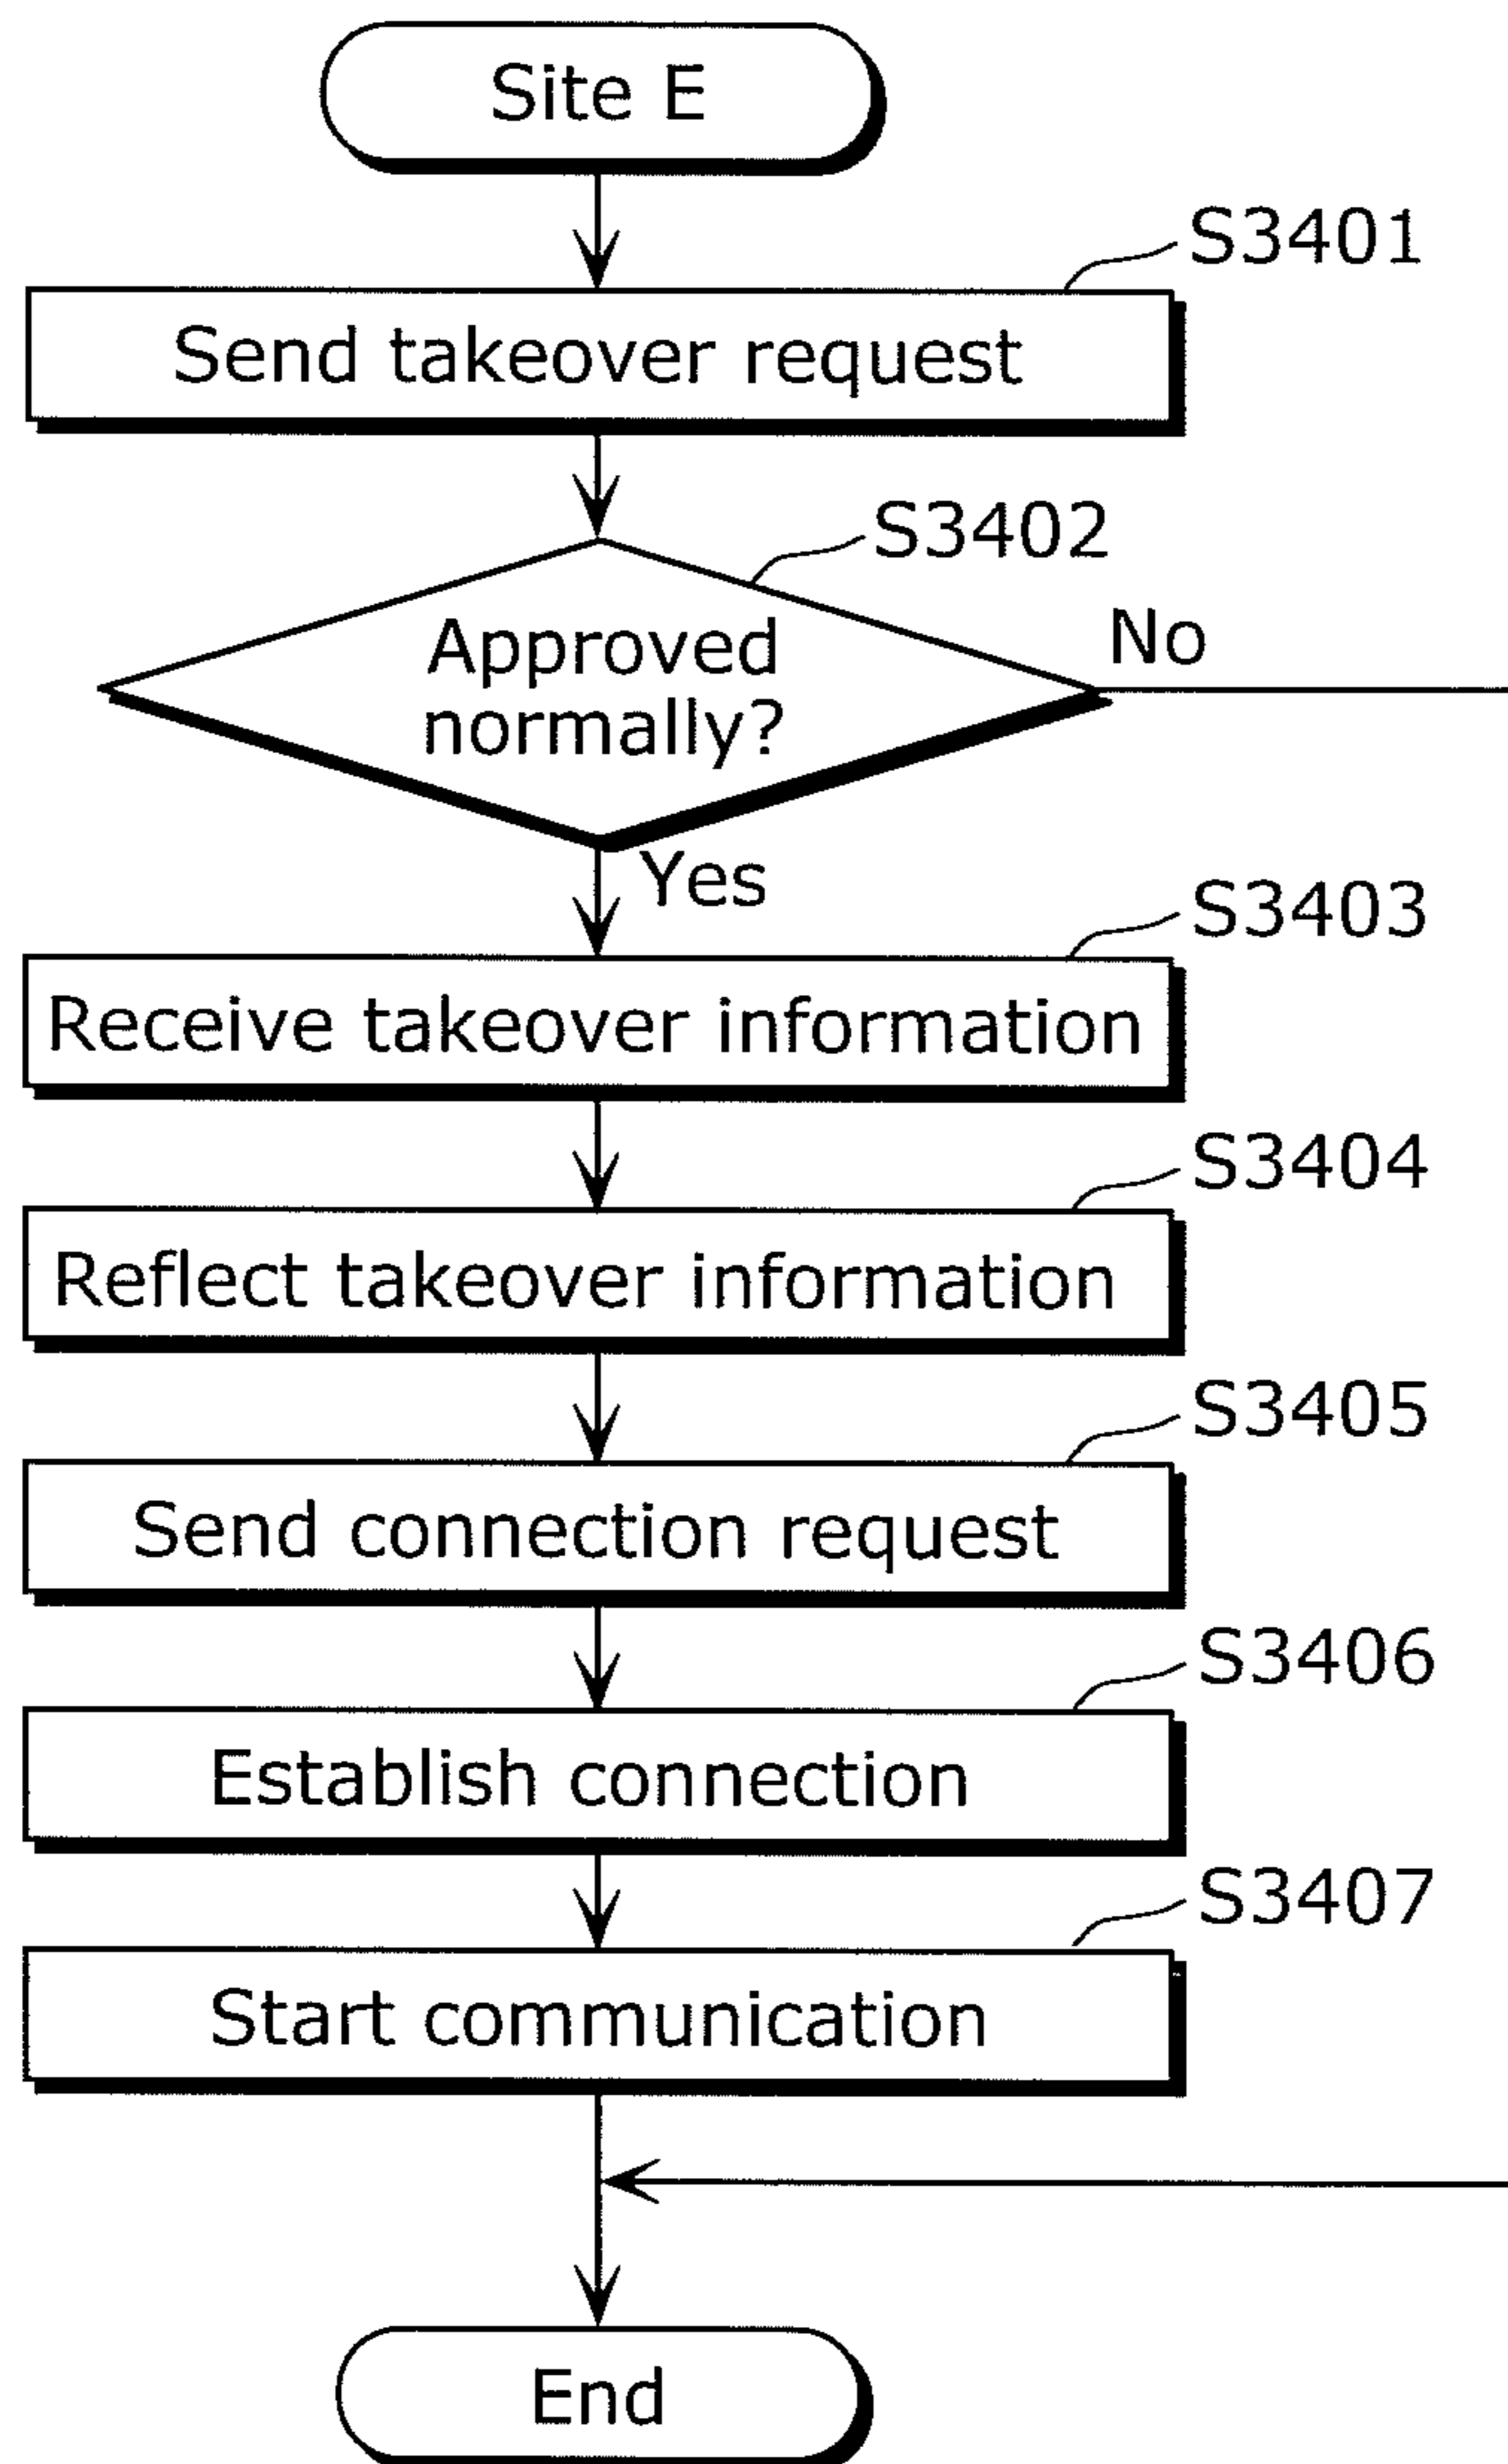 Site E
S3401
Send takeover request
S3402
Approved
normally?
No
Yes
S3403
Receive takeover information
S3404
Reflect takeover information
S3405
Send connection request
S3406
Establish connection
S3407
Start communication
End